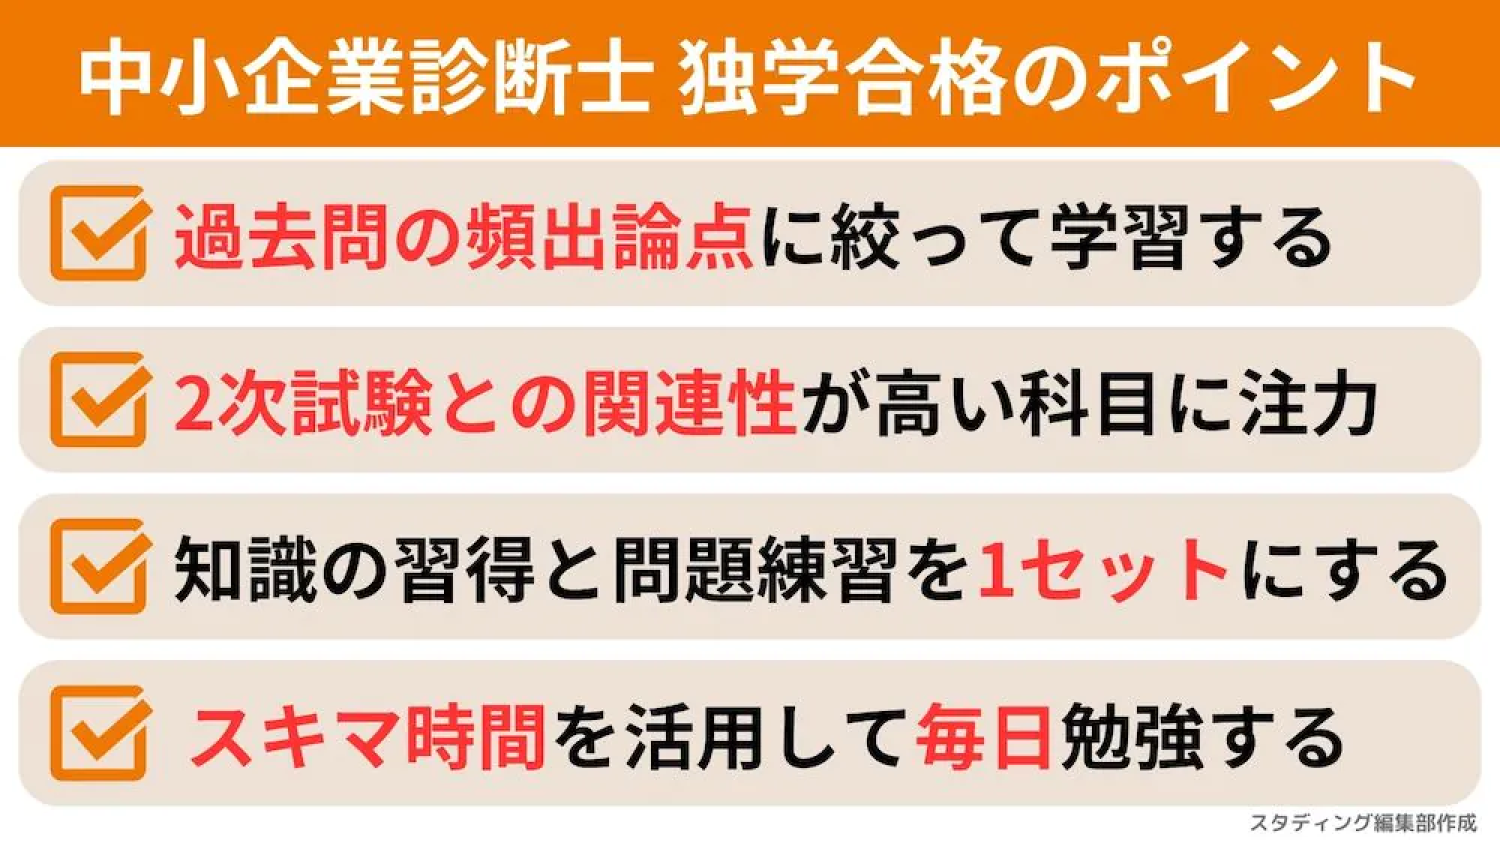 中小企業診断士 独学合格のポイント
過去問の頻出論点に絞って学習する
2次試験との関連性が高い科目に注力
知識の習得と問題練習を1セットにする
スキマ時間を活用して毎日勉強する
スタディング編集部作成